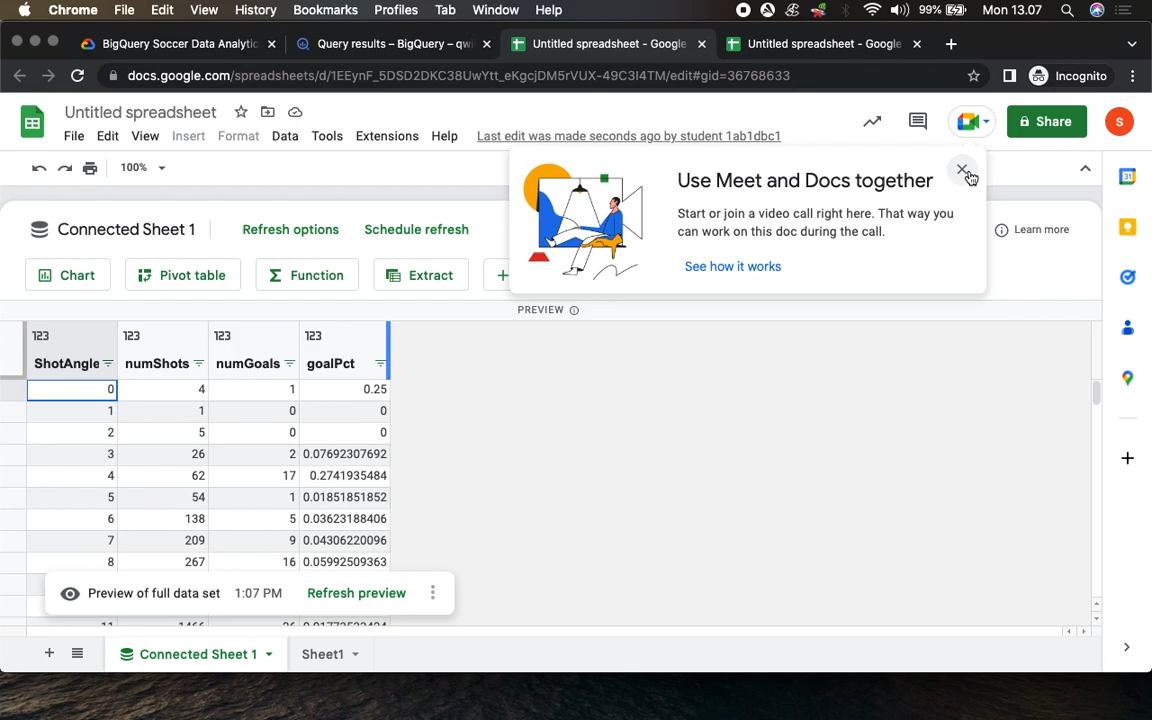 Chrome File Edit View History Bookmarks Profiles Tab Window Help 99% Mon 13.07
BigQuery Soccer Data Analytic Query results – BigQuery – qwi Untitled spreadsheet - Google Untitled spreadsheet - Google
docs.google.com/spreadsheets/d/1EEynF_5DSD2DKC38UwYtt_eKgcjDM5rVUX-49C3I4TM/edit#gid=36768633 Incognito
Untitled spreadsheet
File Edit View Insert Format Data Tools Extensions Help Last edit was made seconds ago by student 1ab1dbc1
Share
S
100%
Use Meet and Docs together
Start or join a video call right here. That way you
can work on this doc during the call.
See how it works
Connected Sheet 1 Refresh options Schedule refresh Learn more
Chart Pivot table Function Extract
PREVIEW
123 123 123 123
ShotAngle numShots numGoals goalPct
0 4 1 0.25
1 1 0 0
2 5 0 0
3 26 2 0.07692307692
4 62 17 0.2741935484
5 54 1 0.01851851852
6 138 5 0.03623188406
7 209 9 0.04306220096
8 267 16 0.05992509363
Preview of full data set 1:07 PM Refresh preview
Connected Sheet 1 Sheet1
31